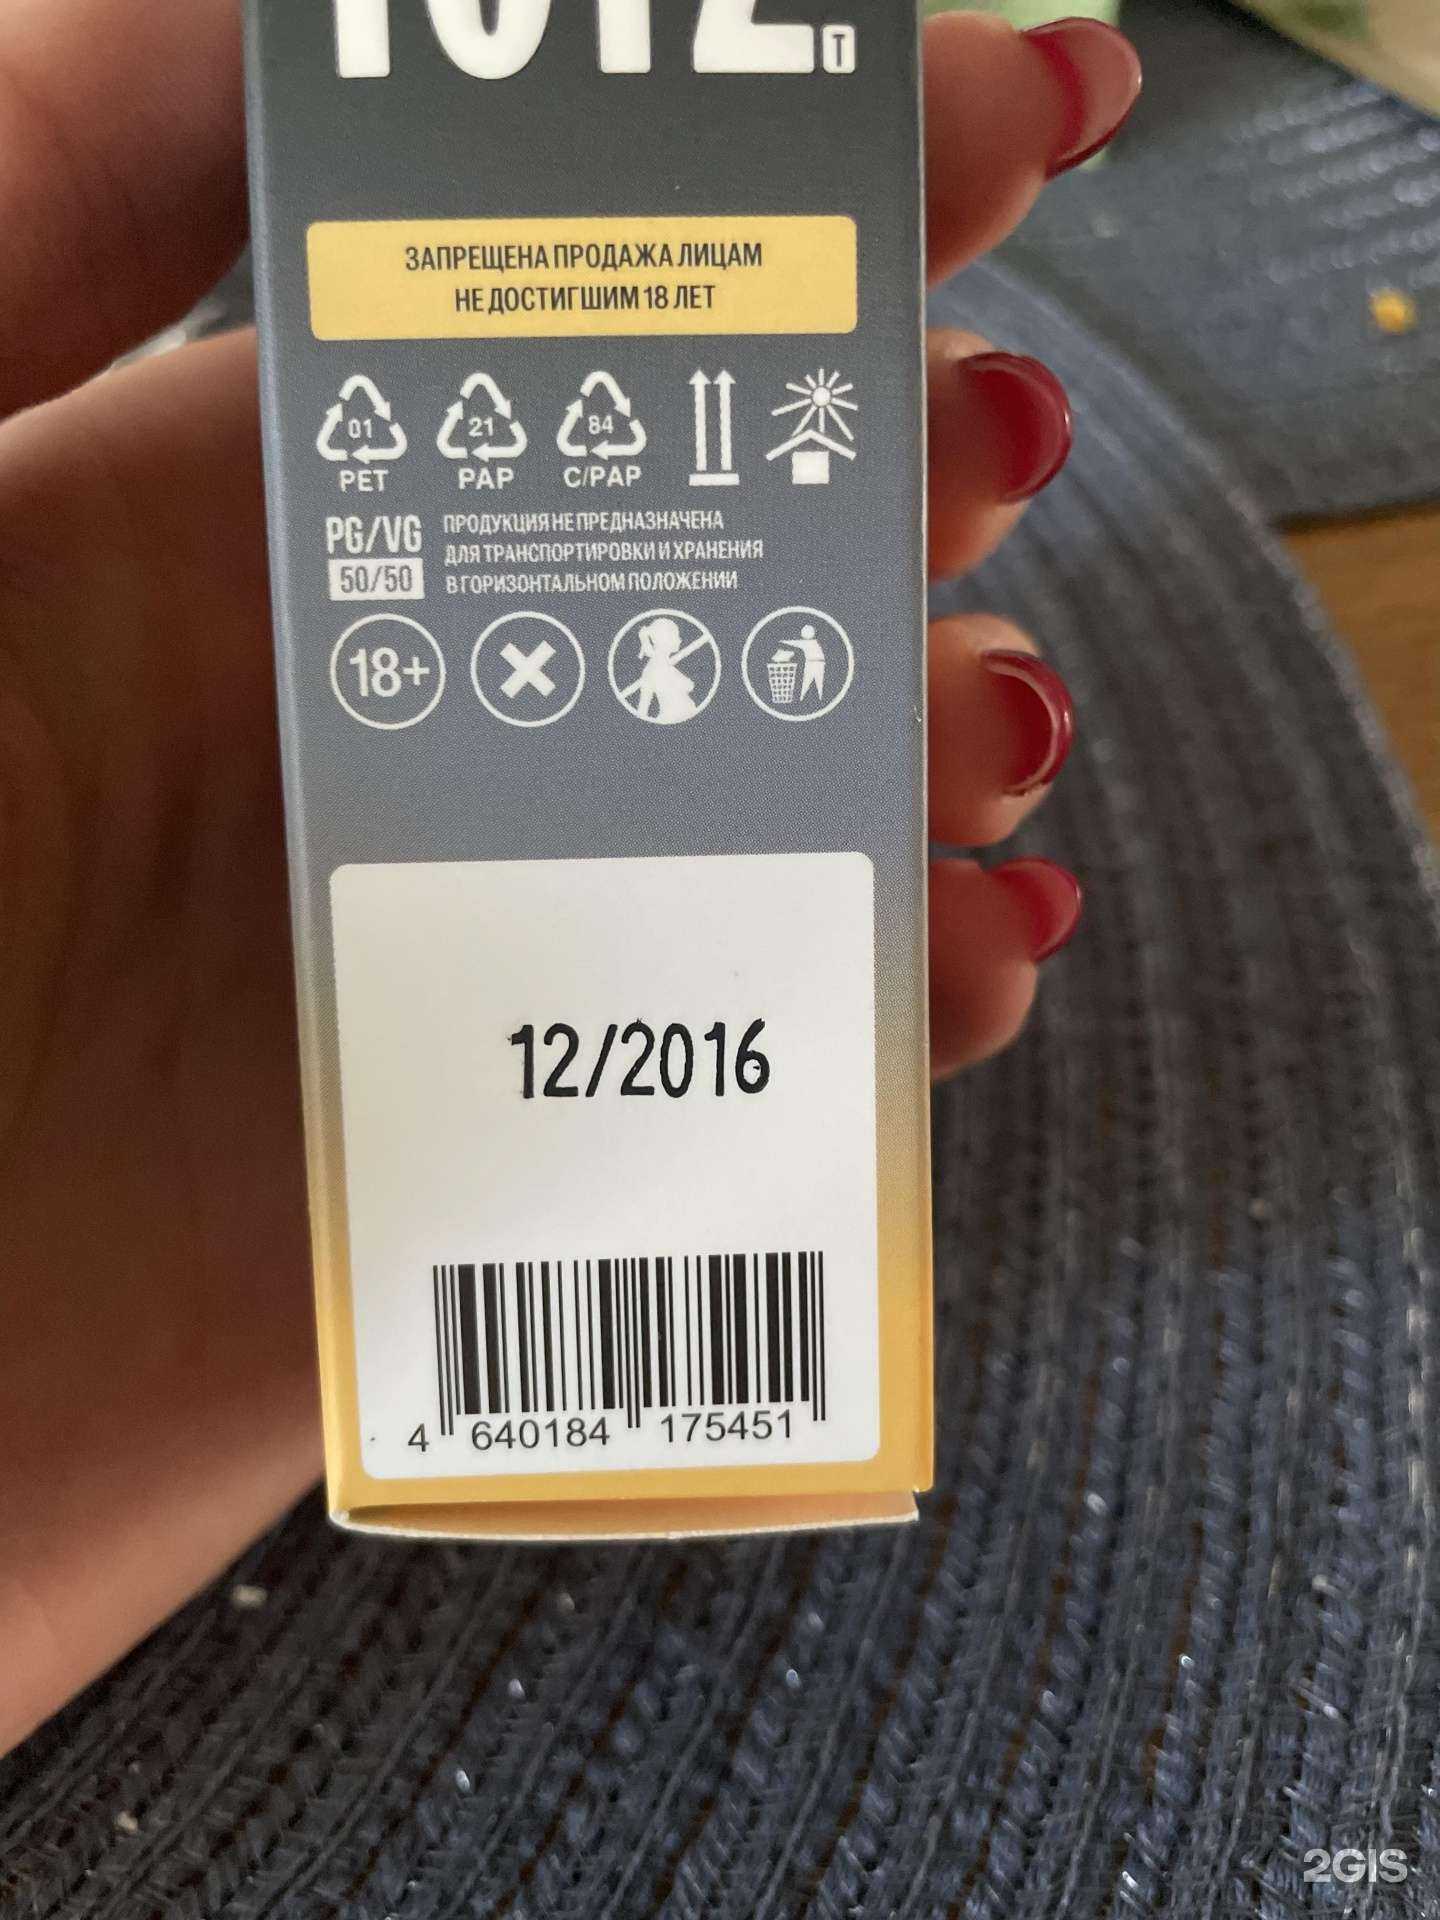 T
ЗАПРЕЩЕНА ПРОДАЖА ЛИЦАМ
НЕ ДОСТИГШИМ 18 ЛЕТ
01 21 84
PET PAP C/PAP
PG/VG
50/50
ПРОДУКЦИЯ НЕ ПРЕДНАЗНАЧЕНА
ДЛЯ ТРАНСПОРТИРОВКИ И ХРАНЕНИЯ
В ГОРИЗОНТАЛЬНОМ ПОЛОЖЕНИИ
18+
12/2016
4 640184 175451
2GIS